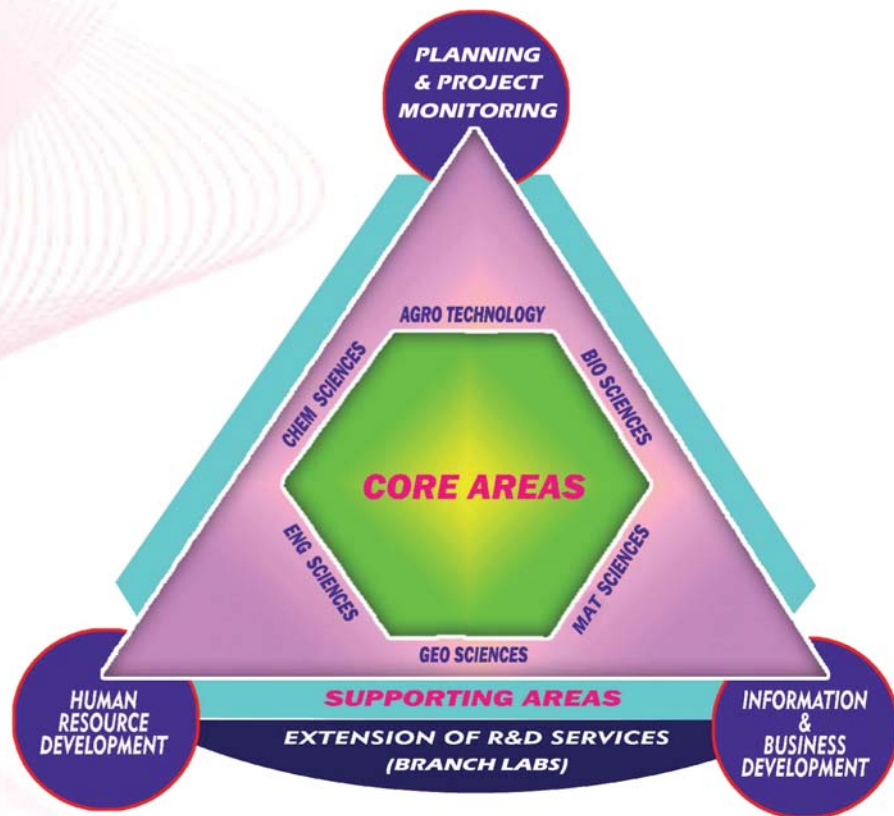 PLANNING
& PROJECT
MONITORING
AGRO TECHNOLOGY
CHEM SCIENCES
BIO SCIENCES
CORE AREAS
ENG SCIENCES
MAT SCIENCES
GEO SCIENCES
HUMAN
RESOURCE
DEVELOPMENT
SUPPORTING AREAS
EXTENSION OF R&D SERVICES
(BRANCH LABS)
INFORMATION
&
BUSINESS
DEVELOPMENT